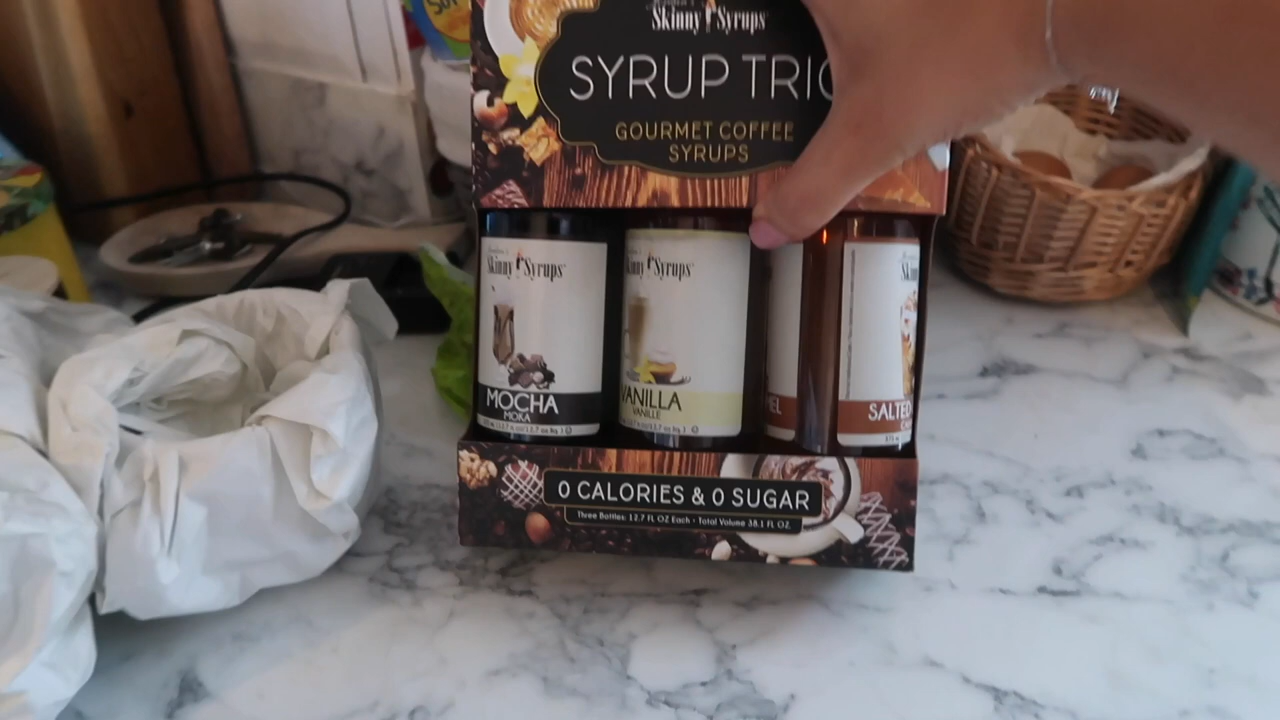 Skinny Syrups
SYRUP TRIO
GOURMET COFFEE
SYRUPS
Skinny Syrups
MOCHA
MOKA
Skinny Syrups
VANILLA
VANILLE
MEL
SALTED
0 CALORIES & 0 SUGAR
Three Bottles: 12.7 FL OZ Each • Total Volume 38.1 FL OZ.